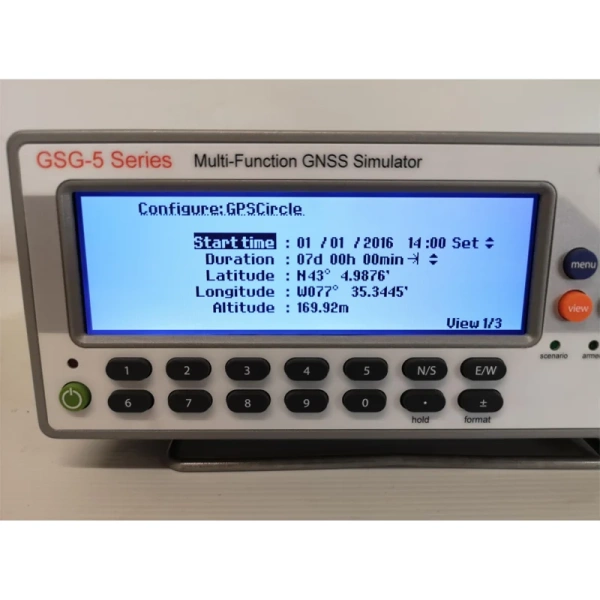 GSG-5 Series Multi-Function GNSS Simulator
Configure:GPSCircle
Start time : 01 /01 /2016 14:00 Set
Duration : 07d 00h 00min
Latitude : N43° 4.9876'
Longitude : W077° 35.3445'
Altitude : 169.92m
View 1/3
menu
view
scenario
1 2 3 4 5 N/S E/W
6 7 8 9 0 • ±
hold format